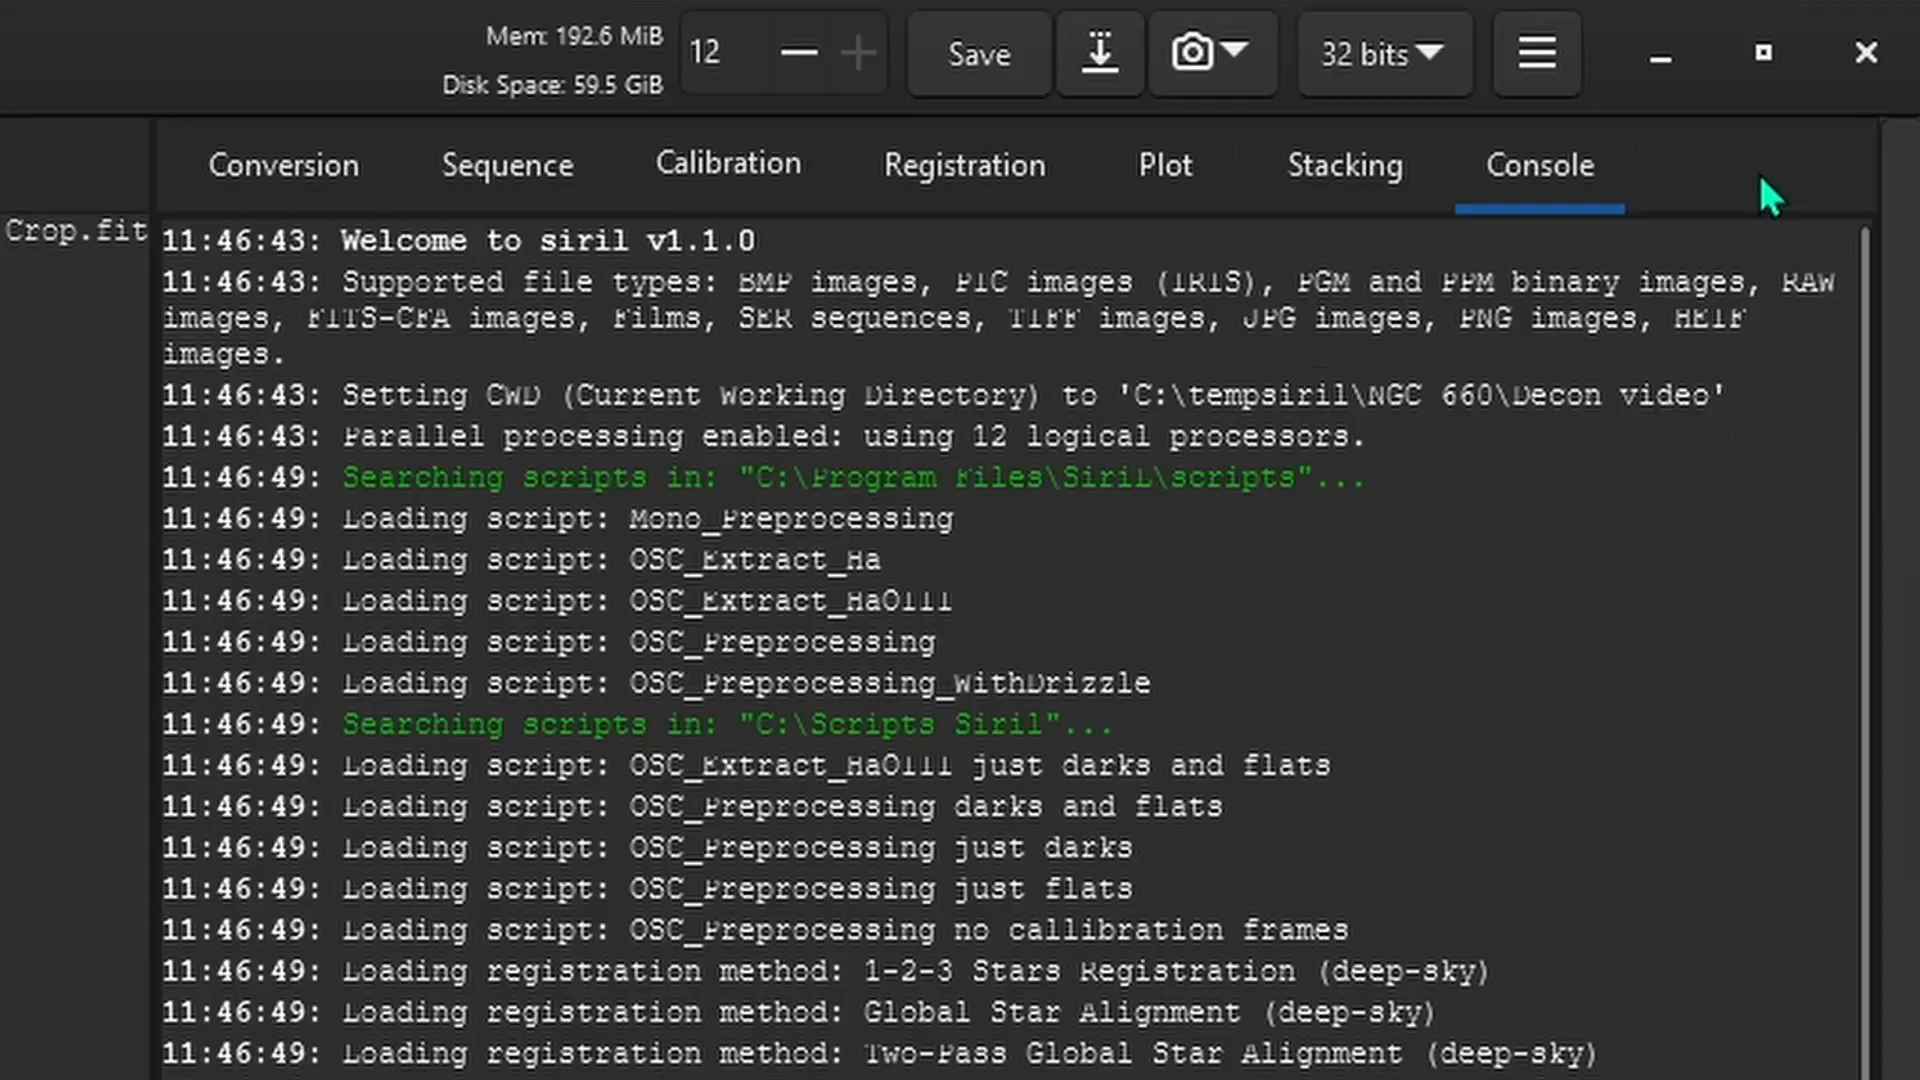 Mem: 192.6 MiB
Disk Space: 59.5 GiB
12
Save
32 bits
Conversion
Sequence
Calibration
Registration
Plot
Stacking
Console
Crop.fit
11:46:43: Welcome to siril v1.1.0
11:46:43: Supported file types: BMP images, PIC images (IRIS), PGM and PPM binary images, RAW
images, FITS-CFA images, Films, SER sequences, TIFF images, JPG images, PNG images, HEIF
images.
11:46:43: Setting CWD (Current Working Directory) to 'C:\tempsiril\NGC 660\Decon video'
11:46:43: Parallel processing enabled: using 12 logical processors.
11:46:49: Searching scripts in: "C:\Program Files\SiriL\scripts"...
11:46:49: Loading script: Mono_Preprocessing
11:46:49: Loading script: OSC_Extract_Ha
11:46:49: Loading script: OSC_Extract_HaOIII
11:46:49: Loading script: OSC_Preprocessing
11:46:49: Loading script: OSC_Preprocessing_WithDrizzle
11:46:49: Searching scripts in: "C:\Scripts Siril"...
11:46:49: Loading script: OSC_Extract_HaOIII just darks and flats
11:46:49: Loading script: OSC_Preprocessing darks and flats
11:46:49: Loading script: OSC_Preprocessing just darks
11:46:49: Loading script: OSC_Preprocessing just flats
11:46:49: Loading script: OSC_Preprocessing no callibration frames
11:46:49: Loading registration method: 1-2-3 Stars Registration (deep-sky)
11:46:49: Loading registration method: Global Star Alignment (deep-sky)
11:46:49: Loading registration method: Two-Pass Global Star Alignment (deep-sky)